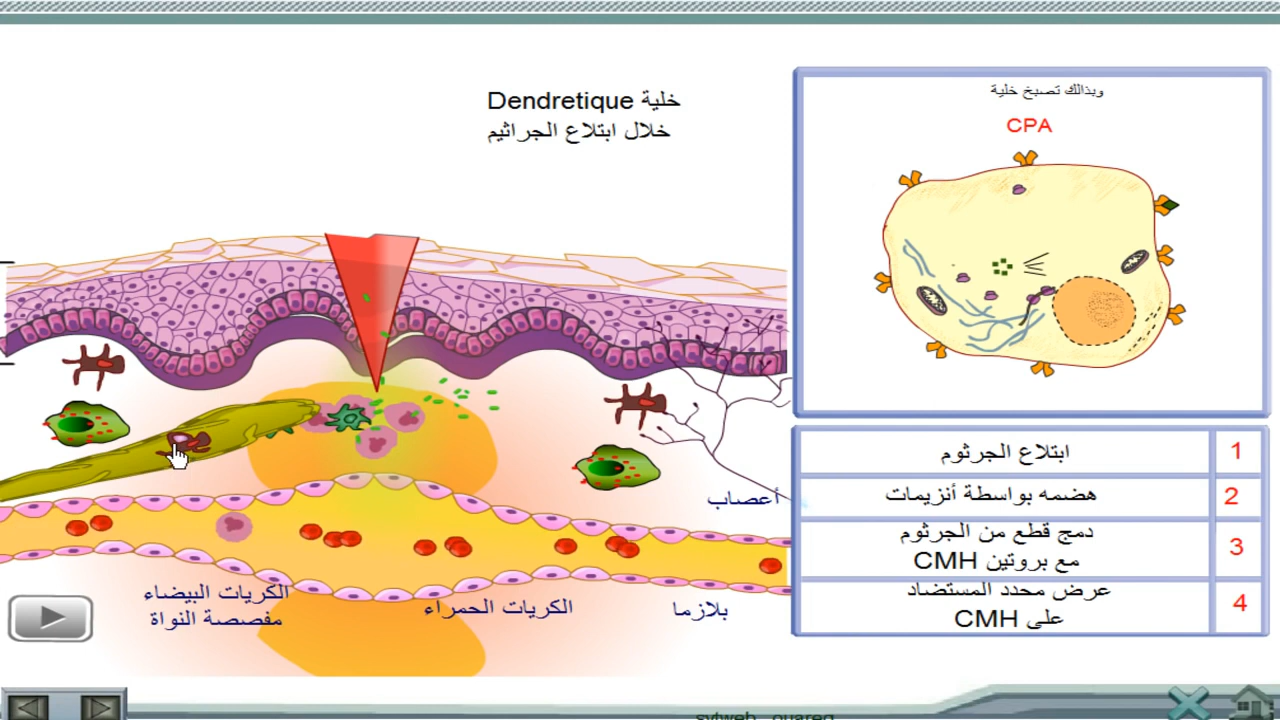 خلية Dendretique
خلال ابتلاع الجراثيم
وبذالك تصبخ خلية
CPA
ابتلاع الجرثوم 1
هضمه بواسطة أنزيمات 2
دمج قطع من الجرثوم
مع بروتين CMH 3
عرض محدد المستضاد
على CMH 4
أعصاب
الكريات البيضاء
مفصصة النواة
الكريات الحمراء
بلازما